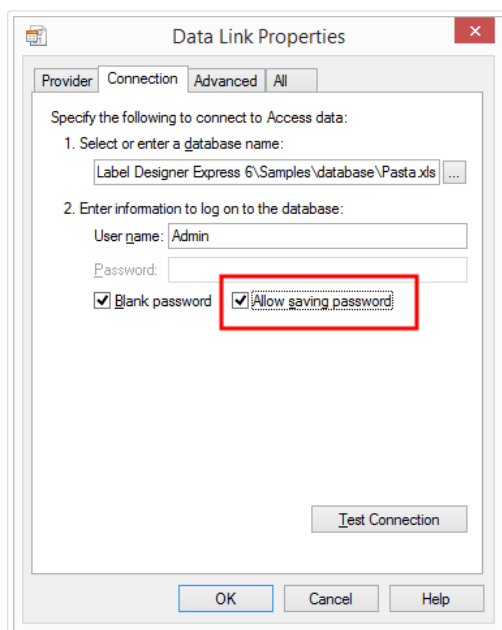 Data Link Properties
Provider Connection Advanced All
Specify the following to connect to Access data:
1. Select or enter a database name:
Label Designer Express 6\Samples\database\Pasta.xls ...
2. Enter information to log on to the database:
User name: Admin
Password:
Blank password Allow saving password
Test Connection
OK Cancel Help